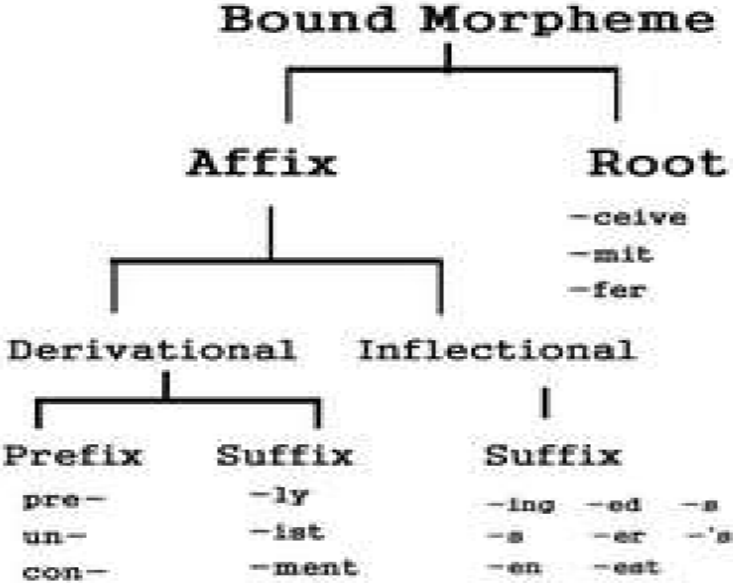 Bound Morpheme
Affix Root
-ceive
-mit
-fer
Derivational Inflectional
Prefix Suffix Suffix
pre- -ly -ing -ed -s
un- -ist -s -er -'s
con- -ment -en -est